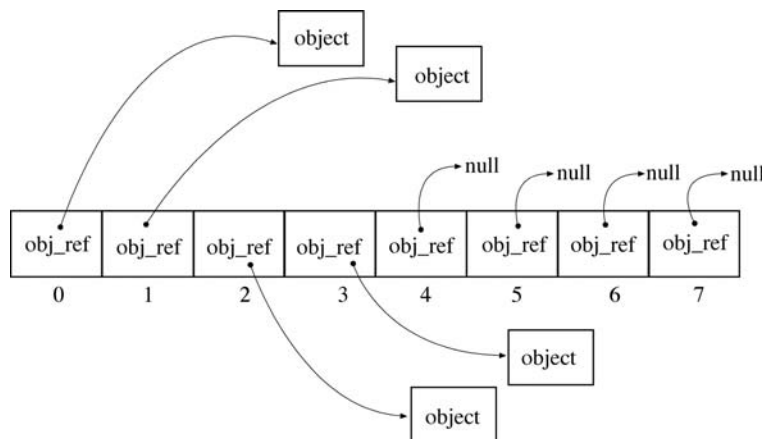 object
object
null null null null
obj_ref obj_ref obj_ref obj_ref obj_ref obj_ref obj_ref obj_ref
0 1 2 3 4 5 6 7
object
object